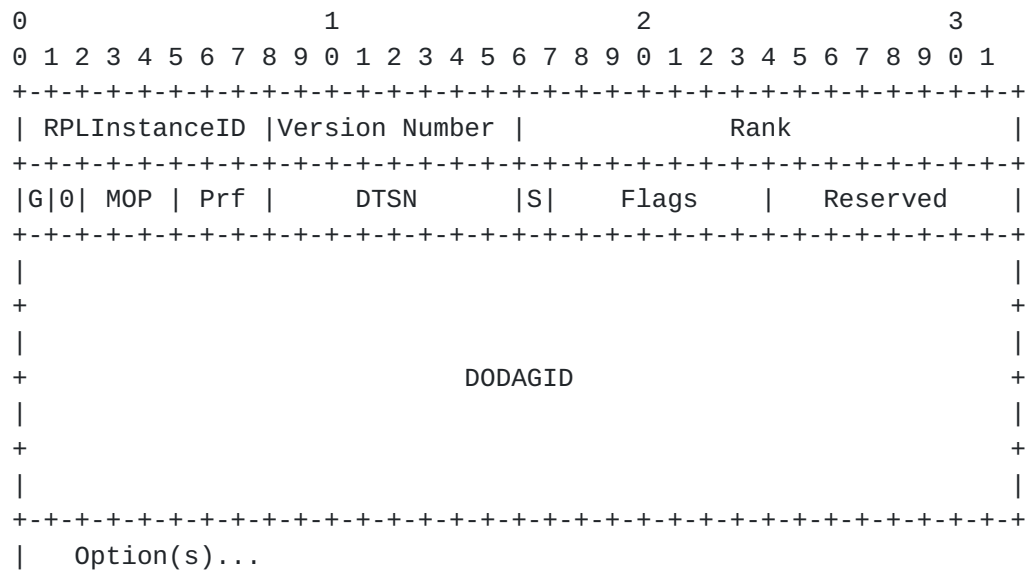 0                   1                   2                   3
0 1 2 3 4 5 6 7 8 9 0 1 2 3 4 5 6 7 8 9 0 1 2 3 4 5 6 7 8 9 0 1
+-+-+-+-+-+-+-+-+-+-+-+-+-+-+-+-+-+-+-+-+-+-+-+-+-+-+-+-+-+-+-+-+
| RPLInstanceID |Version Number |             Rank              |
+-+-+-+-+-+-+-+-+-+-+-+-+-+-+-+-+-+-+-+-+-+-+-+-+-+-+-+-+-+-+-+-+
|G|0| MOP | Prf |     DTSN      |S|    Flags    |   Reserved    |
+-+-+-+-+-+-+-+-+-+-+-+-+-+-+-+-+-+-+-+-+-+-+-+-+-+-+-+-+-+-+-+-+
|                                                               |
+                                                               +
|                                                               |
+                            DODAGID                            +
|                                                               |
+                                                               +
|                                                               |
+-+-+-+-+-+-+-+-+-+-+-+-+-+-+-+-+-+-+-+-+-+-+-+-+-+-+-+-+-+-+-+-+
|   Option(s)...